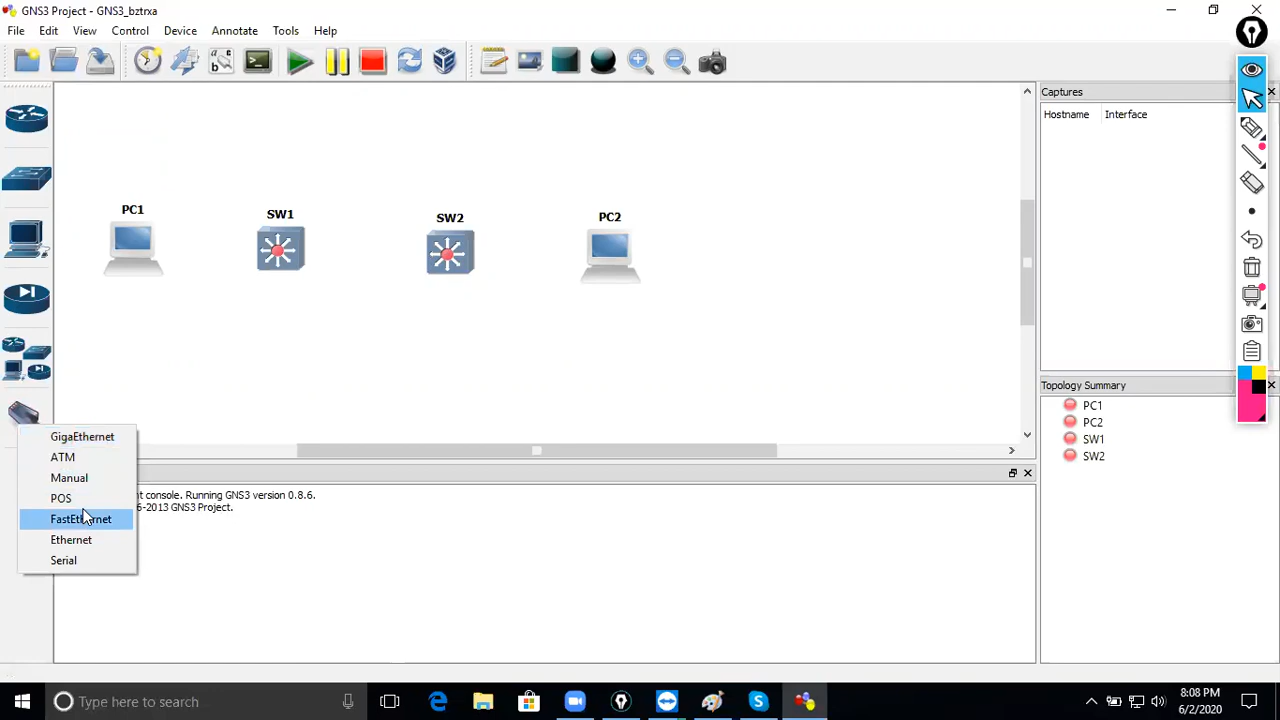 GNS3 Project - GNS3_bztrxa
File Edit View Control Device Annotate Tools Help
Captures
Hostname Interface
PC1
SW1
SW2
PC2
Topology Summary
PC1
PC2
SW1
SW2
GigaEthernet
ATM
Manual
POS
FastEthernet
Ethernet
Serial
t console. Running GNS3 version 0.8.6.
6-2013 GNS3 Project.
Type here to search
8:08 PM
6/2/2020